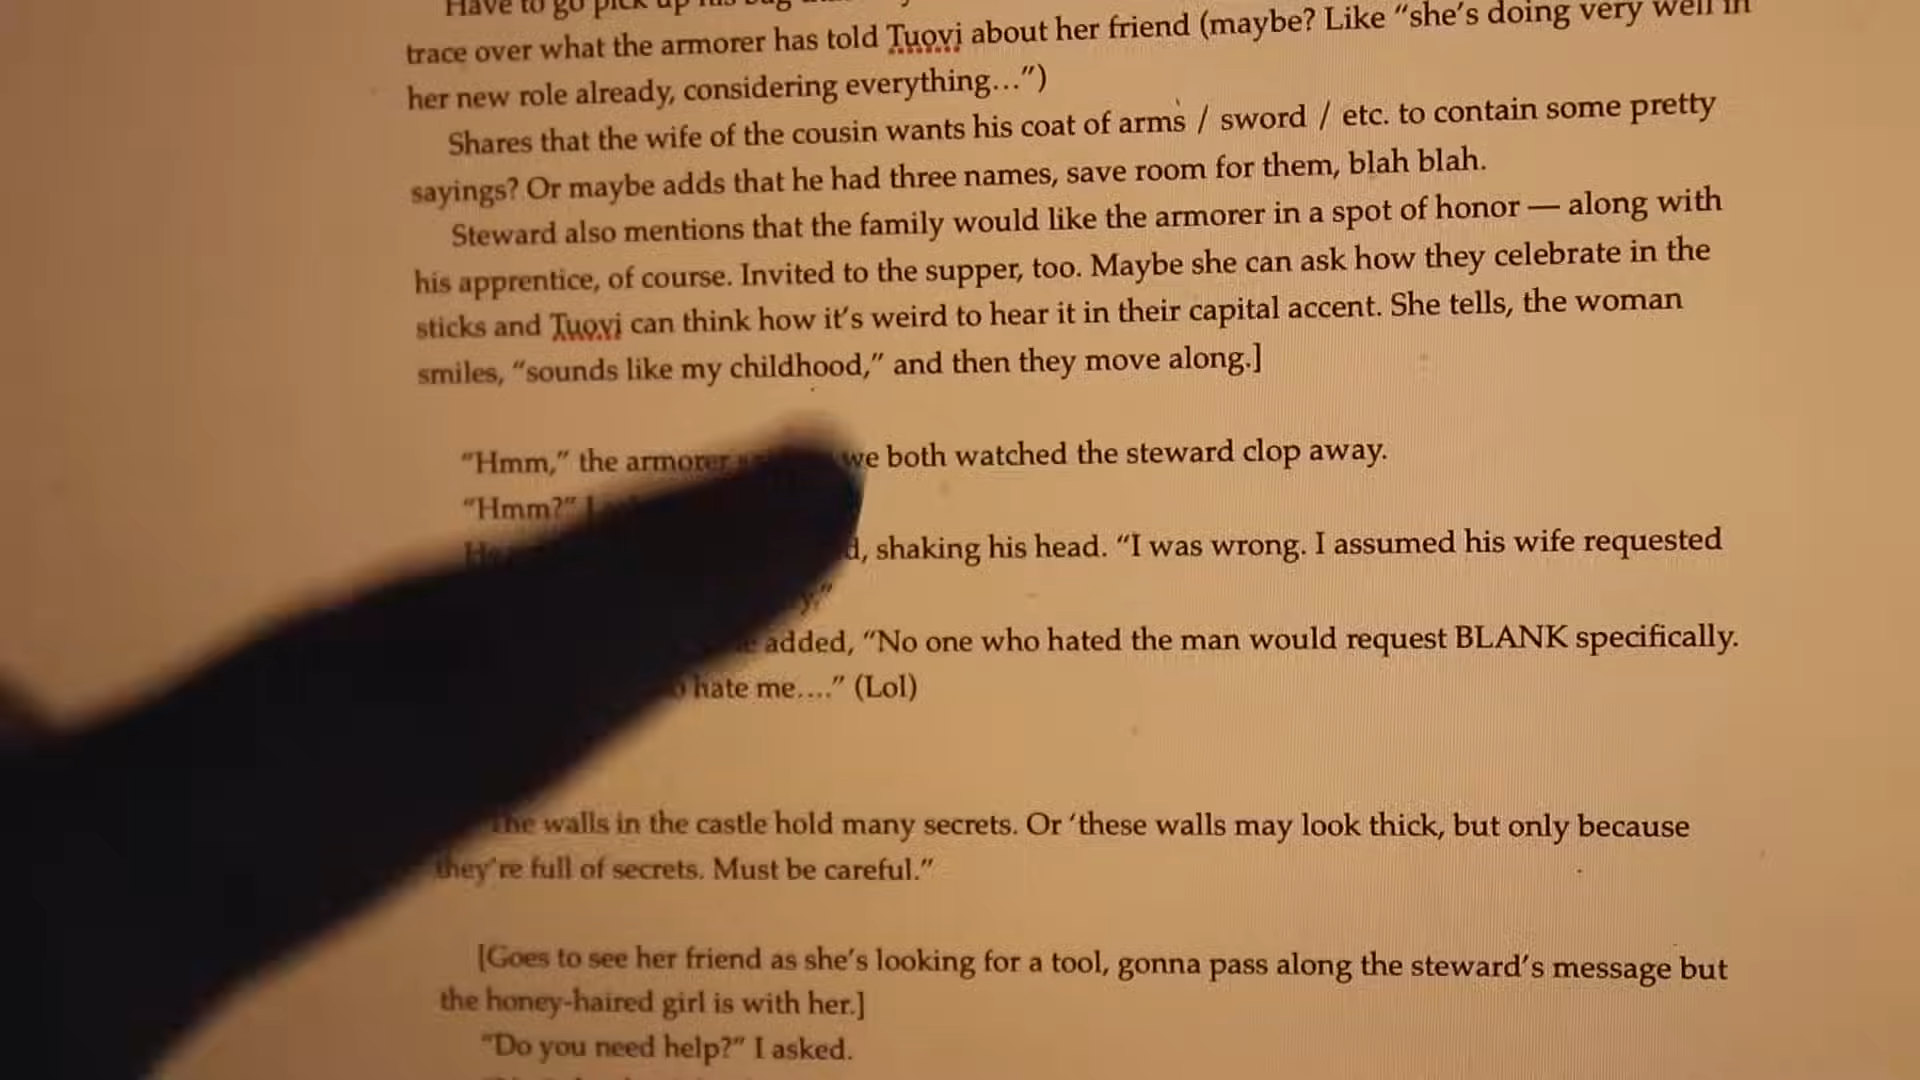 Have to go pick up his
trace over what the armorer has told Tuovi about her friend (maybe? Like “she’s doing very well in
her new role already, considering everything…”)
Shares that the wife of the cousin wants his coat of arms / sword / etc. to contain some pretty
sayings? Or maybe adds that he had three names, save room for them, blah blah.
Steward also mentions that the family would like the armorer in a spot of honor — along with
his apprentice, of course. Invited to the supper, too. Maybe she can ask how they celebrate in the
sticks and Tuovi can think how it’s weird to hear it in their capital accent. She tells, the woman
smiles, “sounds like my childhood,” and then they move along.]
“Hmm,” the armorer we both watched the steward clop away.
“Hmm?” I
shaking his head. “I was wrong. I assumed his wife requested
added, “No one who hated the man would request BLANK specifically.
hate me….” (Lol)
the walls in the castle hold many secrets. Or ‘these walls may look thick, but only because
they’re full of secrets. Must be careful.”
[Goes to see her friend as she’s looking for a tool, gonna pass along the steward’s message but
the honey-haired girl is with her.]
“Do you need help?” I asked.